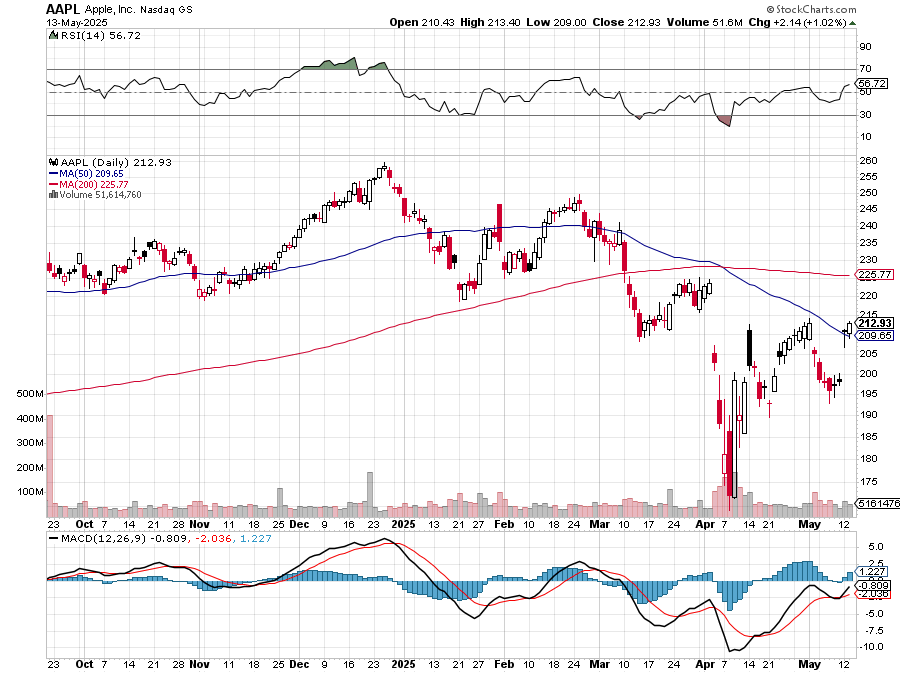 AAPL Apple, Inc. Nasdaq GS
© StockCharts.com
13-May-2025
Open 210.43 High 213.40 Low 209.00 Close 212.93 Volume 51.6M Chg +2.14 (+1.02%)
RSI(14) 56.72
90
70
56.72
50
30
10
AAPL (Daily) 212.93
MA(50) 209.65
MA(200) 225.77
Volume 51,614,760
260
255
250
245
240
235
230
225.77
220
215
212.93
209.65
205
200
195
190
185
180
175
500M
400M
300M
200M
100M
5161476
23 Oct 7 14 21 28 Nov 11 18 25 Dec 9 16 23 2025 13 21 27 Feb 10 18 24 Mar 10 17 24 Apr 7 14 21 May 12
MACD(12,26,9) -0.809, -2.036, 1.227
5.0
2.5
1.227
0.0
-0.809
-2.036
-5.0
-7.5
-10.0
23 Oct 7 14 21 28 Nov 11 18 25 Dec 9 16 23 2025 13 21 27 Feb 10 18 24 Mar 10 17 24 Apr 7 14 21 May 12